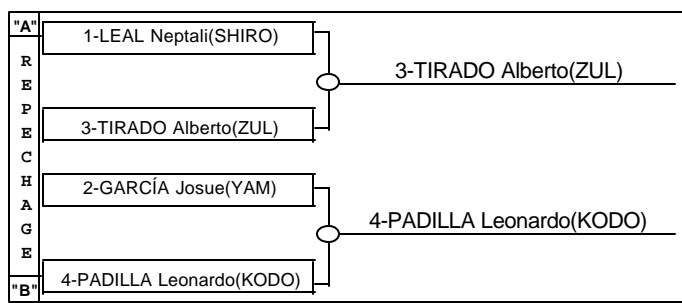 "A"
REPECHAGE
"B"
1-LEAL Neptali(SHIRO)
3-TIRADO Alberto(ZUL)
3-TIRADO Alberto(ZUL)
2-GARCÍA Josue(YAM)
4-PADILLA Leonardo(KODO)
4-PADILLA Leonardo(KODO)